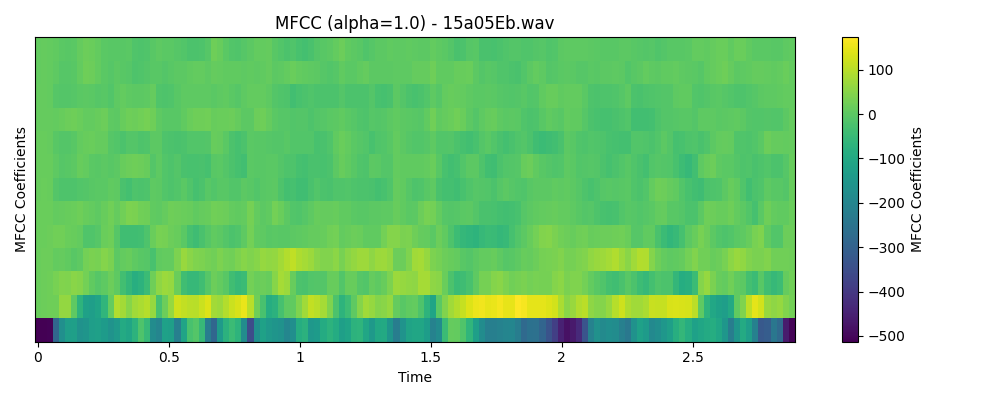 MFCC (alpha=1.0) - 15a05Eb.wav
MFCC Coefficients
0 0.5 1 1.5 2 2.5
Time
100
0
−100
−200
−300
−400
−500
MFCC Coefficients